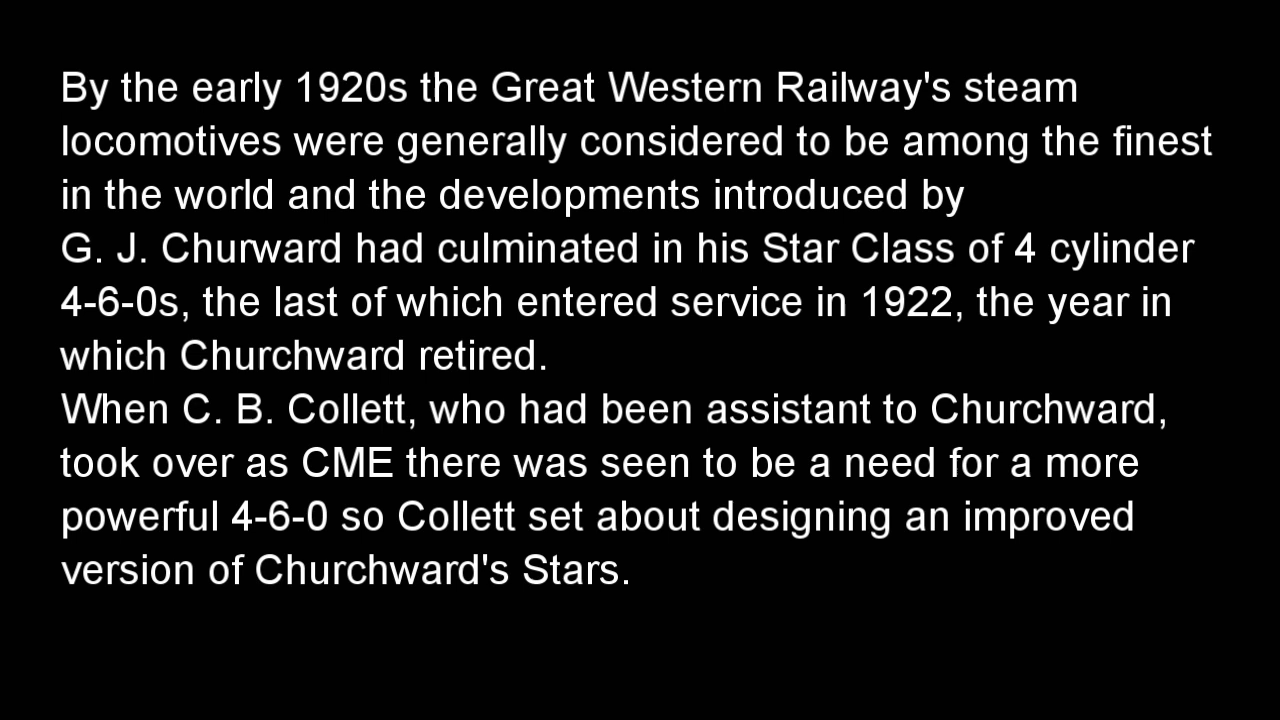 By the early 1920s the Great Western Railway's steam
locomotives were generally considered to be among the finest
in the world and the developments introduced by
G. J. Churward had culminated in his Star Class of 4 cylinder
4-6-0s, the last of which entered service in 1922, the year in
which Churchward retired.
When C. B. Collett, who had been assistant to Churchward,
took over as CME there was seen to be a need for a more
powerful 4-6-0 so Collett set about designing an improved
version of Churchward's Stars.